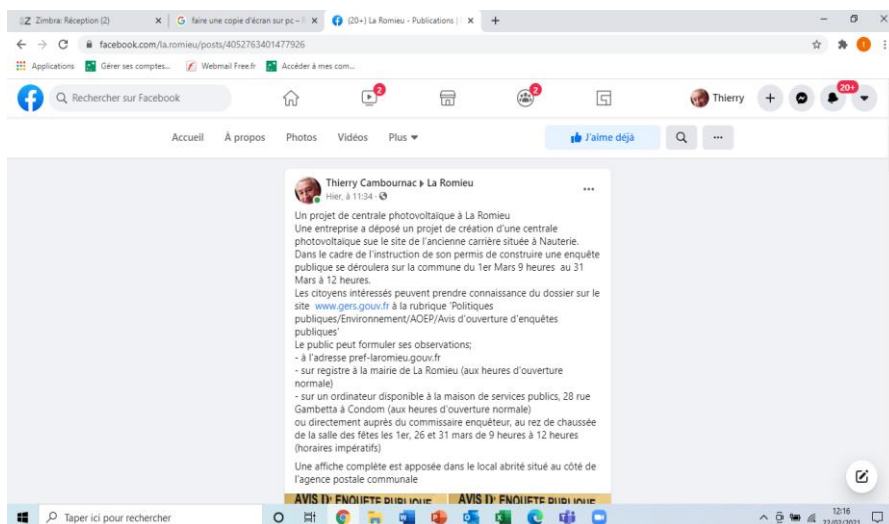 Zimbra: Réception (2)
faire une copie d'écran sur pc -
(20+) La Romieu - Publications |
facebook.com/la.romieu/posts/4052763401477926
Applications
Gérer ses comptes...
Webmail Free.fr
Accéder à mes com...
Rechercher sur Facebook
2
2
Thierry
20+
Accueil
À propos
Photos
Vidéos
Plus
J'aime déjà
Thierry Cambournac ▸ La Romieu
Hier, à 11:34 ·
Un projet de centrale photovoltaïque à La Romieu
Une entreprise a déposé un projet de création d'une centrale
photovoltaïque sue le site de l'ancienne carrière située à Nauterie.
Dans le cadre de l'instruction de son permis de construire une enquête
publique se déroulera sur la commune du 1er Mars 9 heures au 31
Mars à 12 heures.
Les citoyens intéressés peuvent prendre connaissance du dossier sur le
site www.gers.gouv.fr à la rubrique 'Politiques
publiques/Environnement/AOEP/Avis d'ouverture d'enquêtes
publiques'
Le public peut formuler ses observations;
- à l'adresse pref-laromieu.gouv.fr
- sur registre à la mairie de La Romieu (aux heures d'ouverture
normale)
- sur un ordinateur disponible à la maison de services publics, 28 rue
Gambetta à Condom (aux heures d'ouverture normale)
ou directement auprès du commissaire enquêteur, au rez de chaussée
de la salle des fêtes les 1er, 26 et 31 mars de 9 heures à 12 heures
(horaires impératifs)
Une affiche complète est apposée dans le local abrité situé au côté de
l'agence postale communale
AVIS D' ENQUETE PUBLIQUE
AVIS D' ENQUETE PUBLIQUE
Taper ici pour rechercher
12:16
22/02/2021